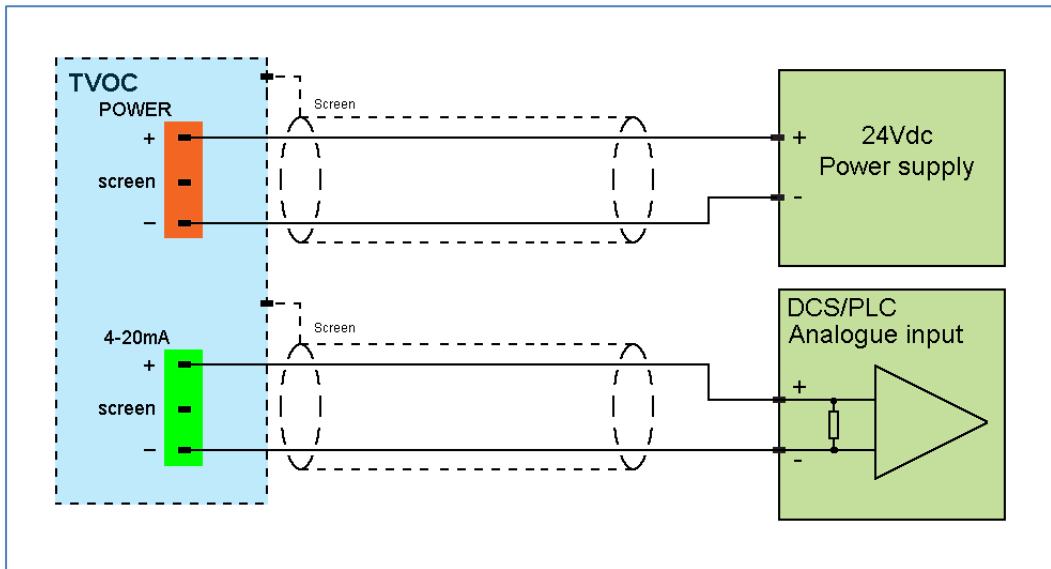 TVOC
POWER
+
screen
–
Screen
+
-
24Vdc
Power supply
4-20mA
+
screen
–
Screen
DCS/PLC
Analogue input
+
-